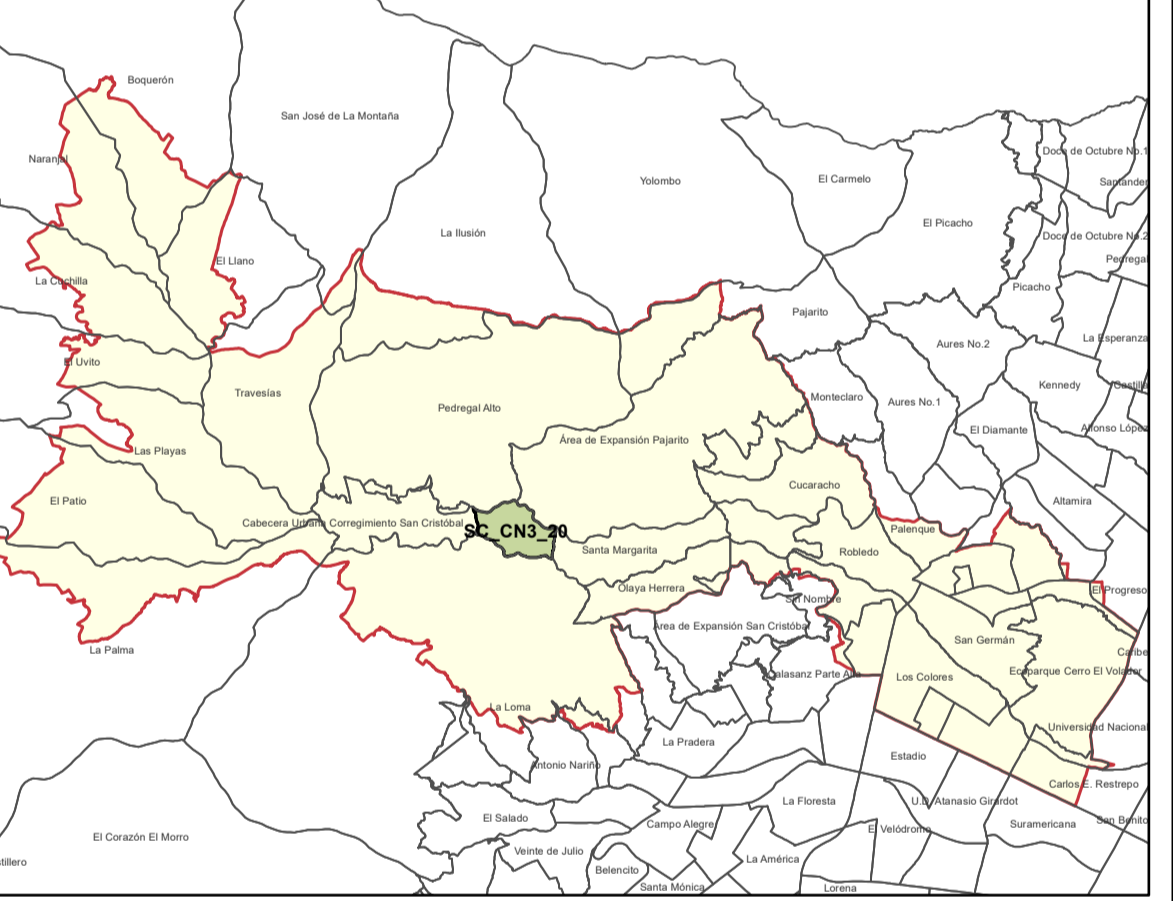 Boquerón
San José de La Montaña
Doce de Octubre No.1
Naranjal
Yolombo
El Carmelo
Santander
El Picacho
La Ilusión
Doce de Octubre No.2
El Llano
Pedregal
La Cuchilla
Picacho
Pajarito
La Esperanza
Aures No.2
El Uvito
Kennedy
Castilla
Travesías
Monteclaro
Aures No.1
Pedregal Alto
Alfonso López
El Diamante
Área de Expansión Pajarito
Las Playas
Cucaracho
El Patio
Altamira
Cabecera Urbana Corregimiento San Cristóbal
SC_CN3_20
Palenque
Santa Margarita
Robledo
Olaya Herrera
El Progreso
Sin Nombre
Área de Expansión San Cristóbal
San Germán
La Palma
Caribe
Calasanz Parte Alta
Los Colores
Ecoparque Cerro El Volador
La Loma
Universidad Nacional
La Pradera
Estadio
Antonio Nariño
Carlos E. Restrepo
La Floresta
U.D. Atanasio Girardot
El Salado
Campo Alegre
Suramericana
San Benito
El Velódromo
El Corazón El Morro
Veinte de Julio
La América
tillero
Belencito
Santa Mónica
Lorena